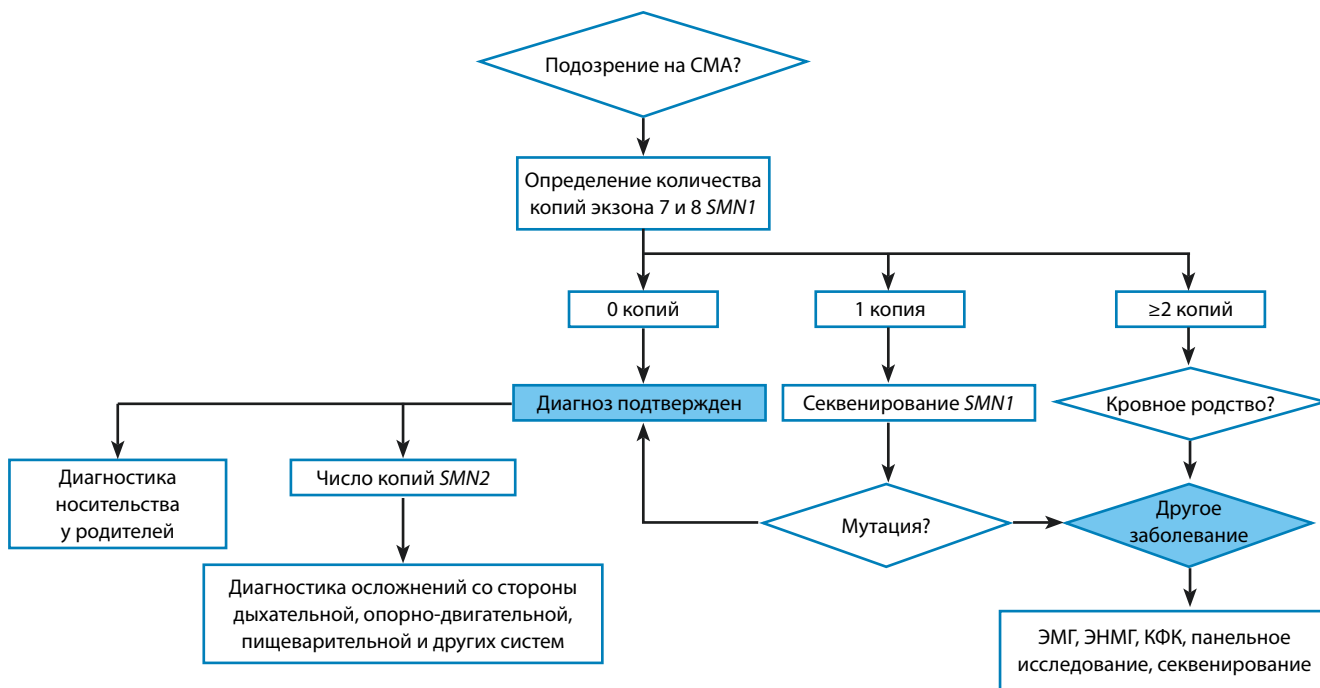 Подозрение на СМА?
Определение количества
копий экзона 7 и 8 SMN1
0 копий
1 копия
≥2 копий
Диагноз подтвержден
Секвенирование SMN1
Кровное родство?
Диагностика
носительства
у родителей
Число копий SMN2
Мутация?
Другое
заболевание
Диагностика осложнений со стороны
дыхательной, опорно-двигательной,
пищеварительной и других систем
ЭМГ, ЭНМГ, КФК, панельное
исследование, секвенирование